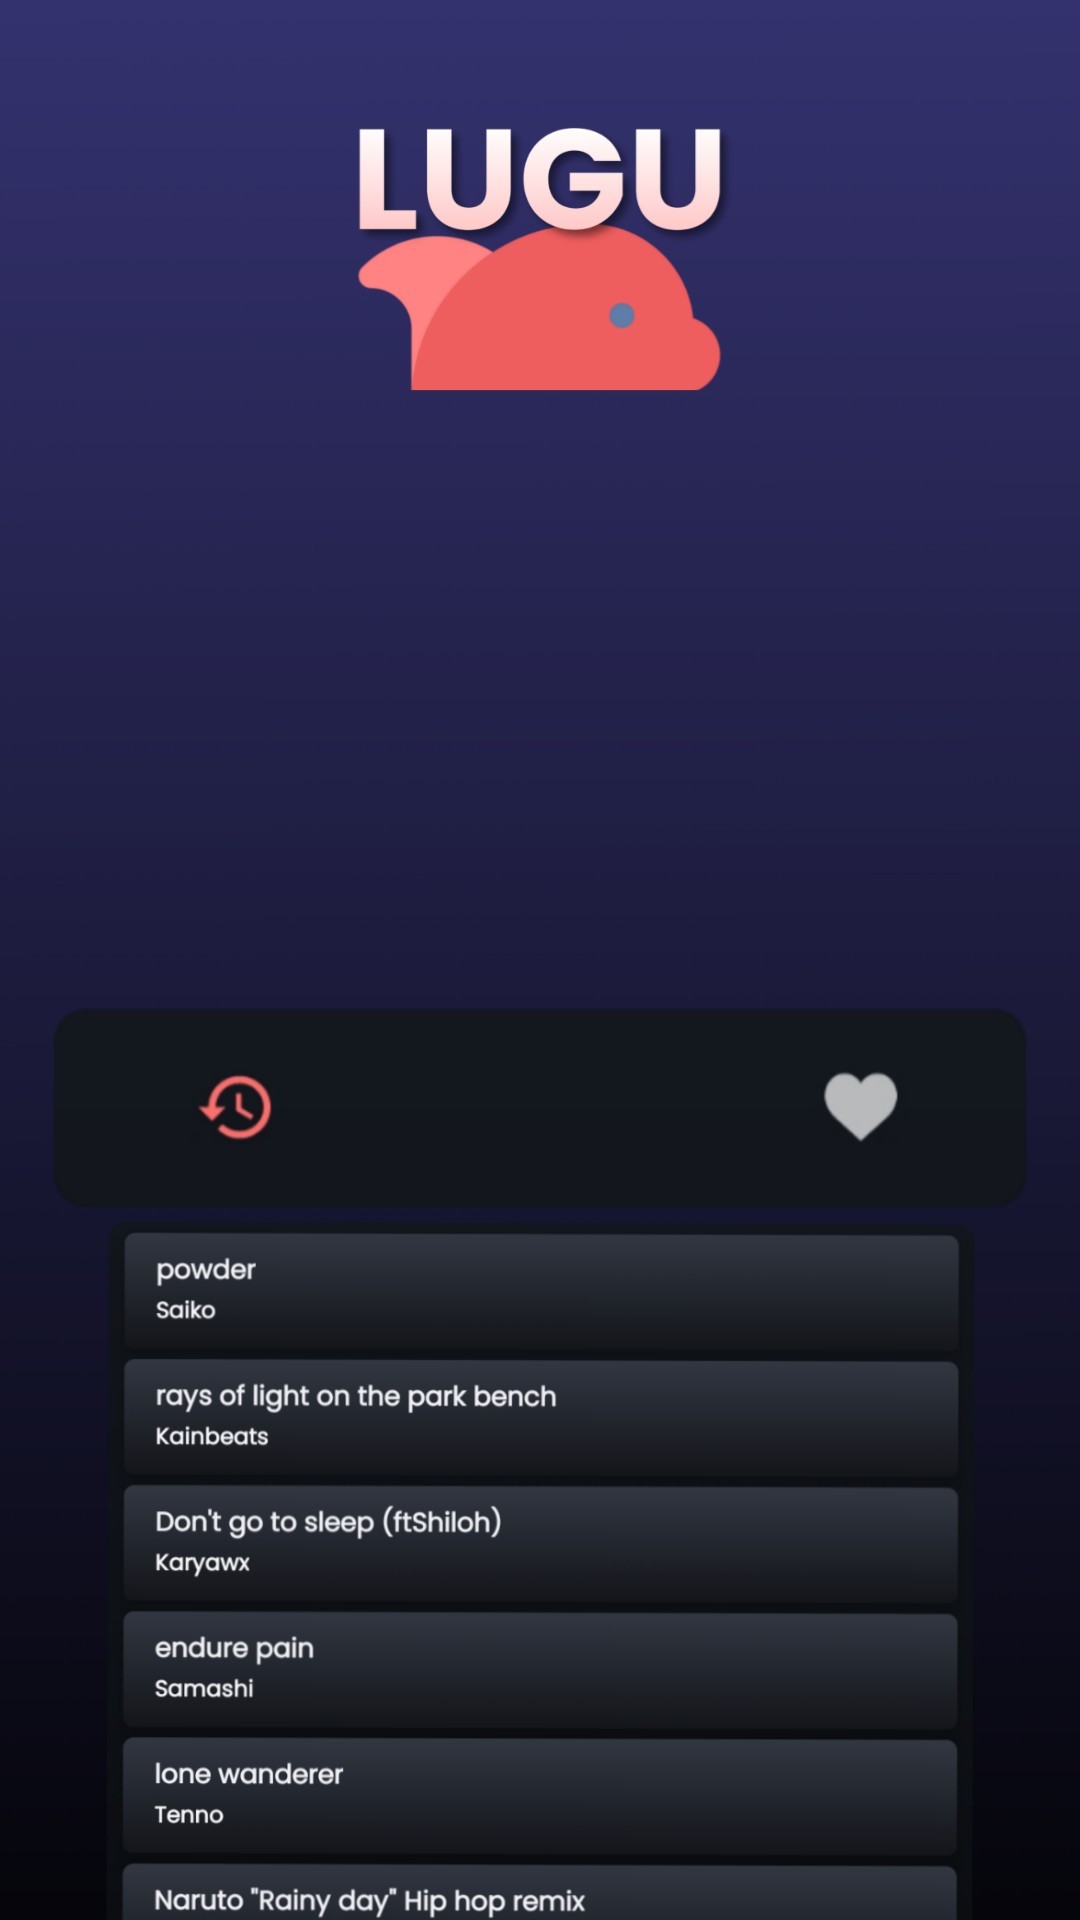 LUGU
powder
Saiko
rays of light on the park bench
Kainbeats
Don't go to sleep (ftShiloh)
Karyawx
endure pain
Samashi
lone wanderer
Tenno
Naruto "Rainy day" Hip hop remix